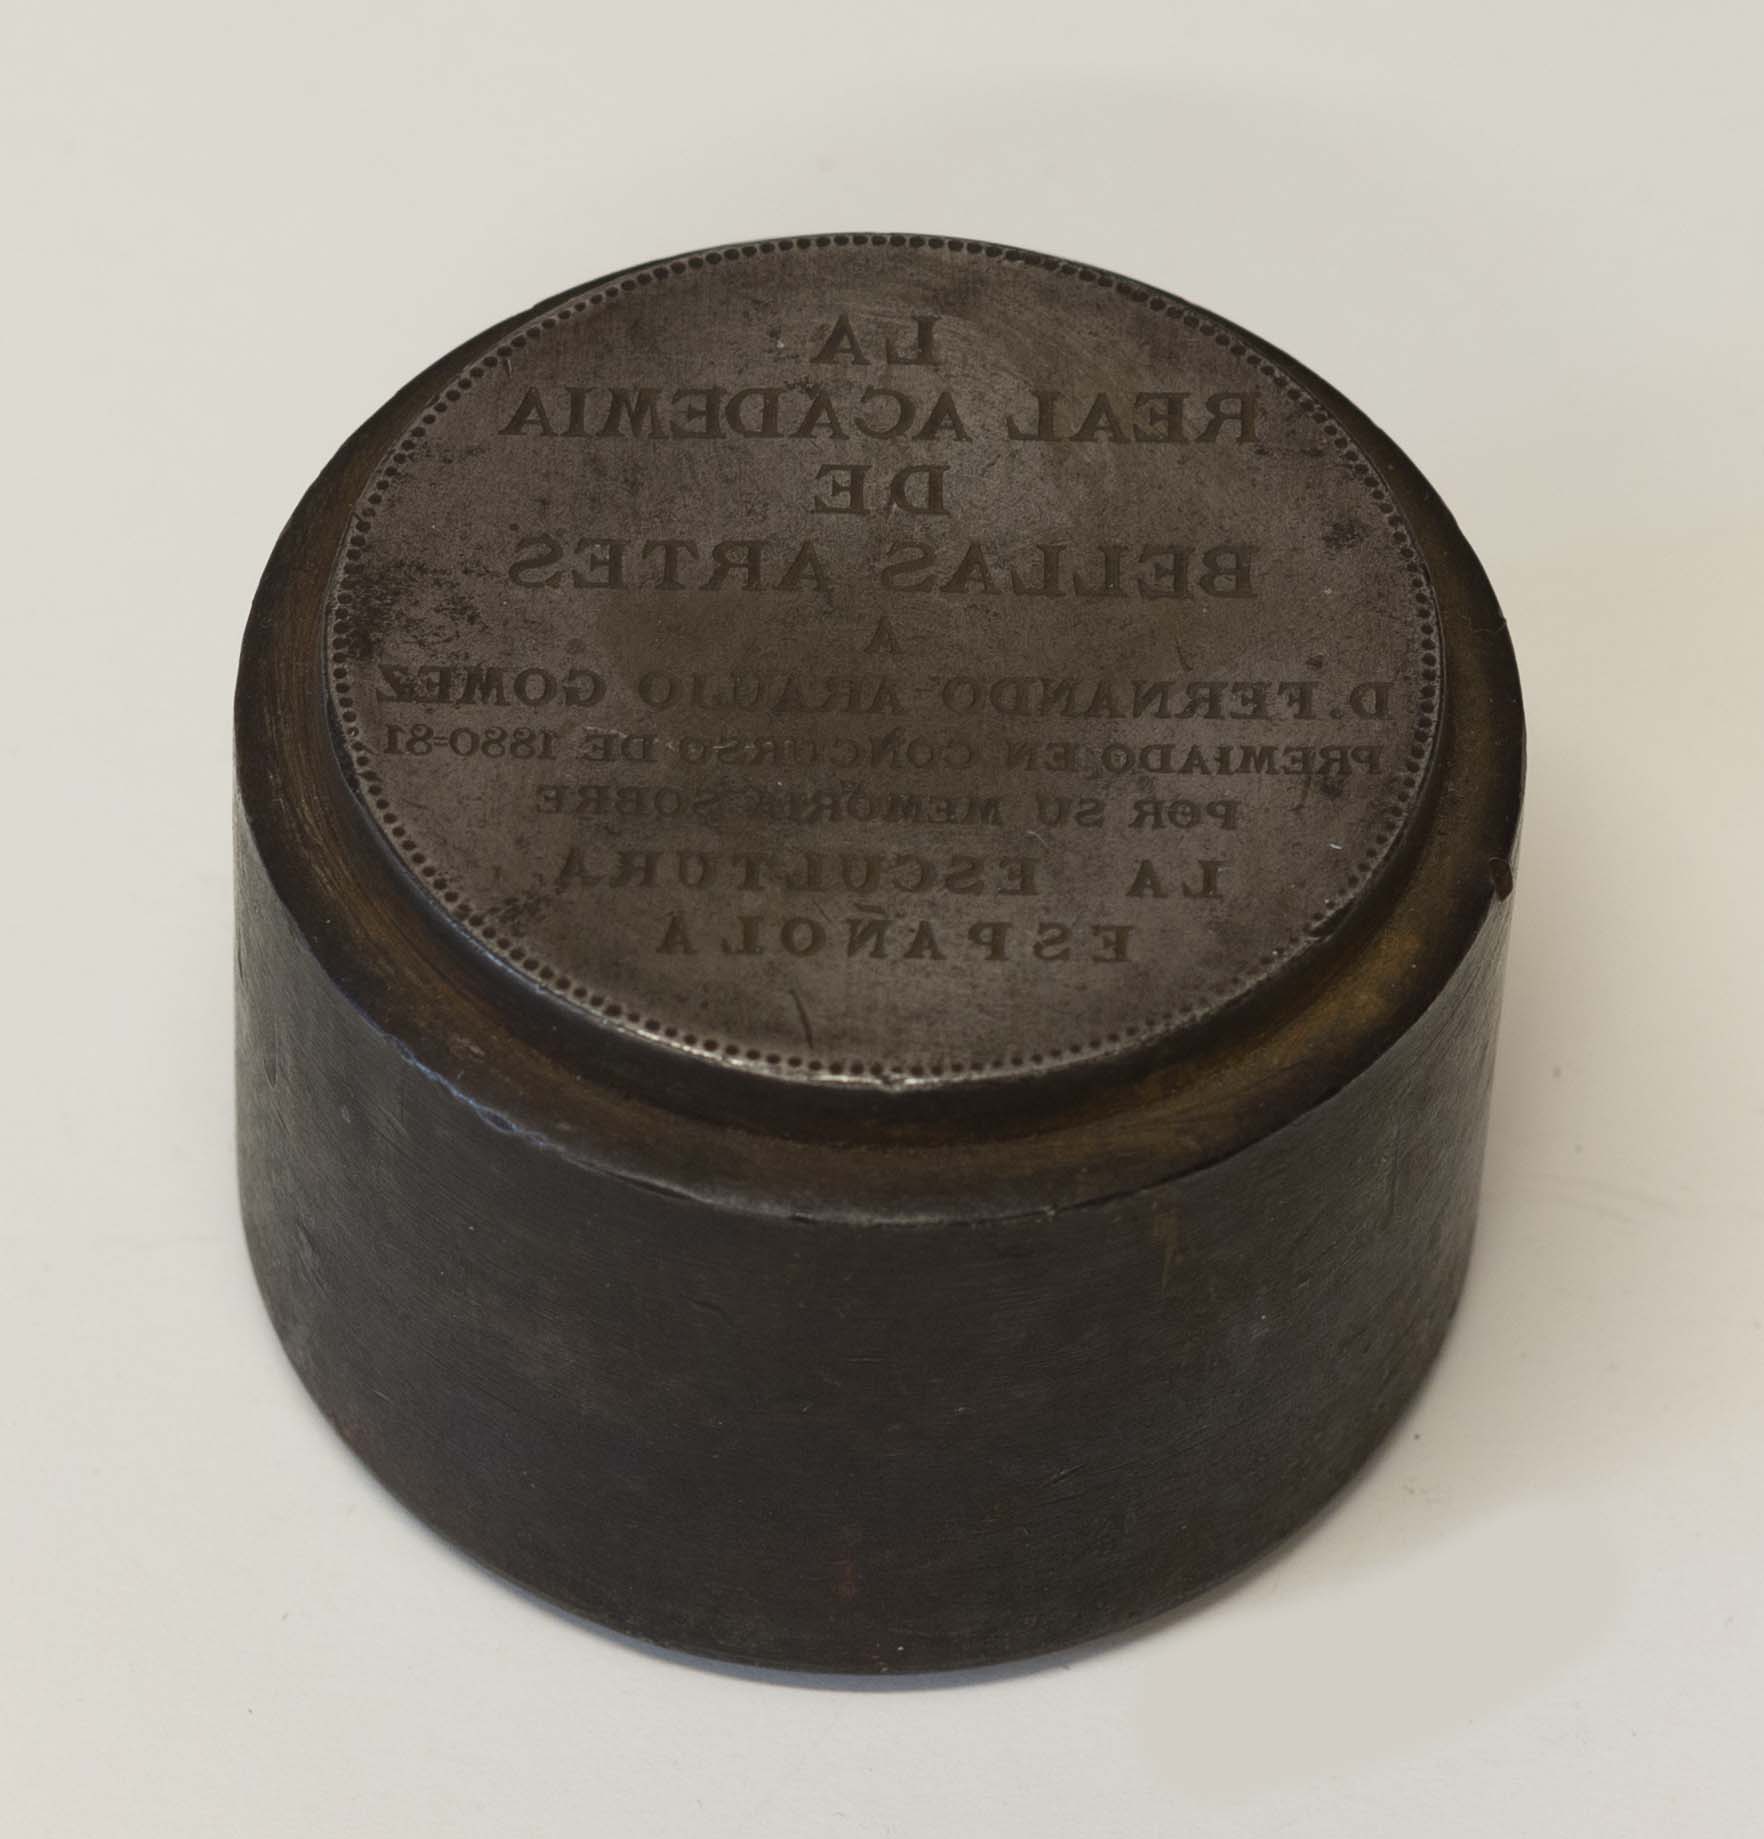 LA
REAL ACADEMIA
DE
BELLAS ARTES
A
D. FERNANDO ARAUJO GOMEZ
PREMIADO EN CONCURSO DE 1880=81
POR SU MEMORIA SOBRE
LA ESCULTURA
ESPAÑOLA